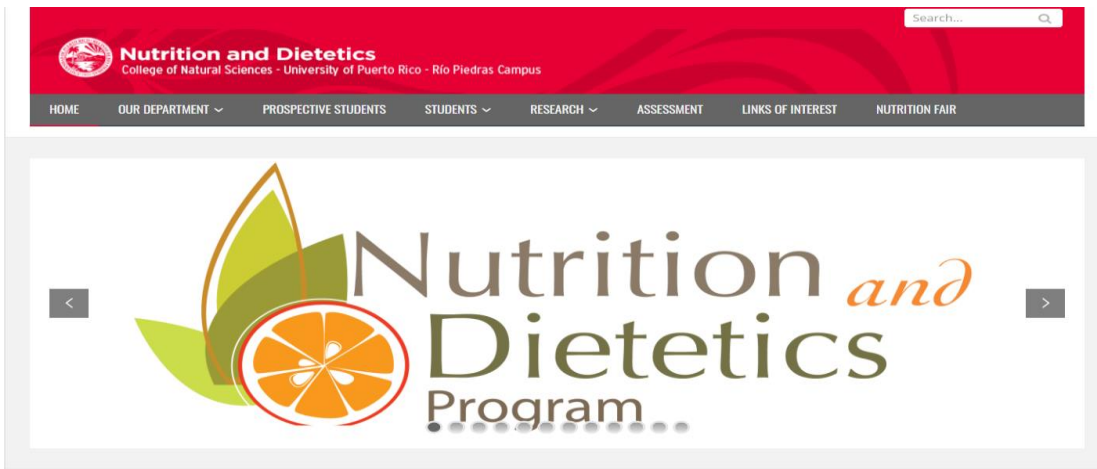 Search...
Nutrition and Dietetics
College of Natural Sciences - University of Puerto Rico - Río Piedras Campus
HOME OUR DEPARTMENT PROSPECTIVE STUDENTS STUDENTS RESEARCH ASSESSMENT LINKS OF INTEREST NUTRITION FAIR
Nutrition and
Dietetics
Program